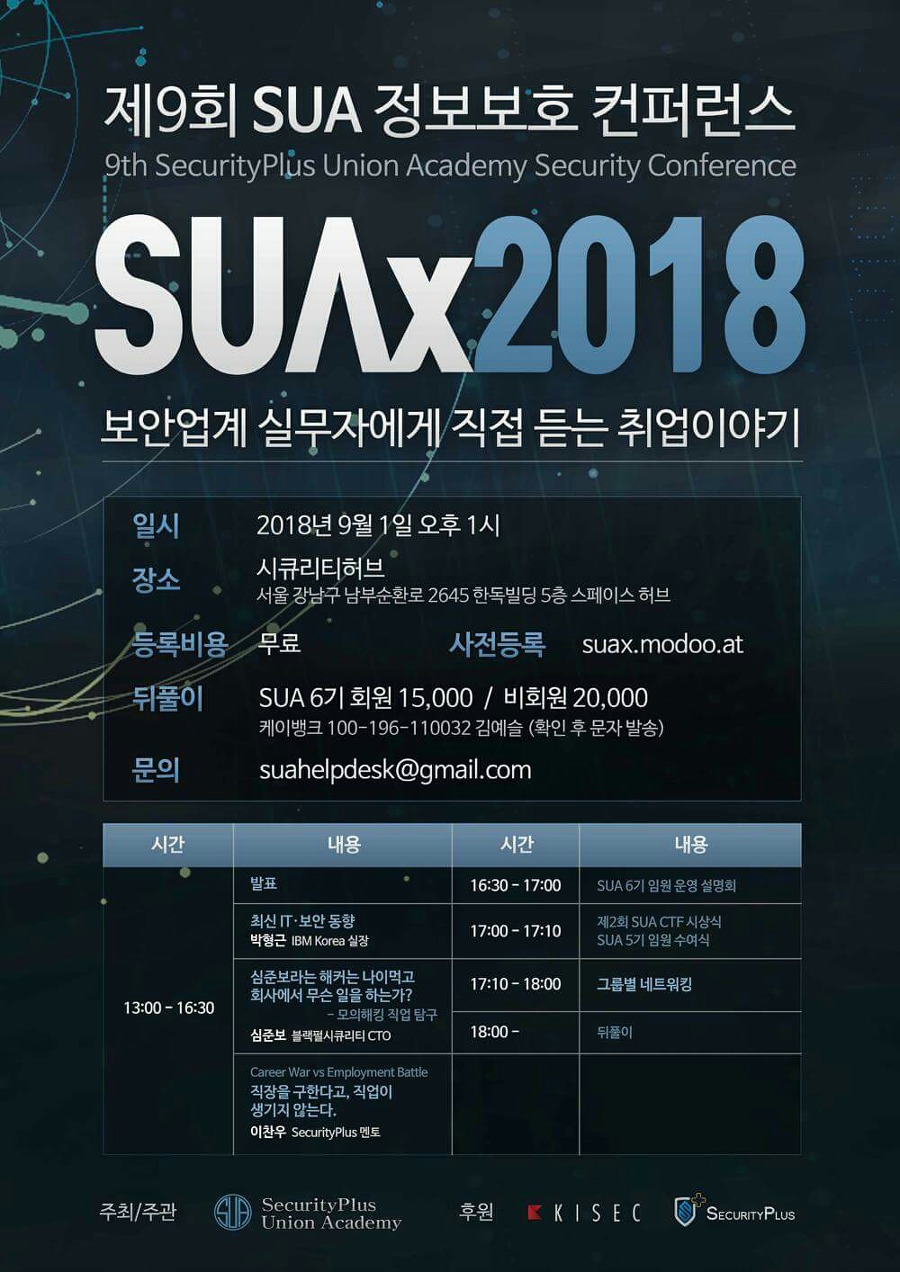 제9회 SUA 정보보호 컨퍼런스
9th SecurityPlus Union Academy Security Conference
SUAx2018
보안업계 실무자에게 직접 듣는 취업이야기
일시 2018년 9월 1일 오후 1시
장소 시큐리티허브
서울 강남구 남부순환로 2645 한독빌딩 5층 스페이스 허브
등록비용 무료 사전등록 suax.modoo.at
뒤풀이 SUA 6기 회원 15,000 / 비회원 20,000
케이뱅크 100-196-110032 김예슬 (확인 후 문자 발송)
문의 suahelpdesk@gmail.com
시간 내용 시간 내용
13:00 - 16:30
발표
최신 IT·보안 동향
박형근 IBM Korea 실장
심준보라는 해커는 나이먹고
회사에서 무슨 일을 하는가?
- 모의해킹 직업 탐구
심준보 블랙펄시큐리티 CTO
Career War vs Employment Battle
직장을 구한다고, 직업이
생기지 않는다.
이찬우 SecurityPlus 멘토
16:30 - 17:00 SUA 6기 임원 운영 설명회
17:00 - 17:10 제2회 SUA CTF 시상식
SUA 5기 임원 수여식
17:10 - 18:00 그룹별 네트워킹
18:00 - 뒤풀이
주최/주관 SUA SecurityPlus
Union Academy
후원 KISEC SECURITYPLUS